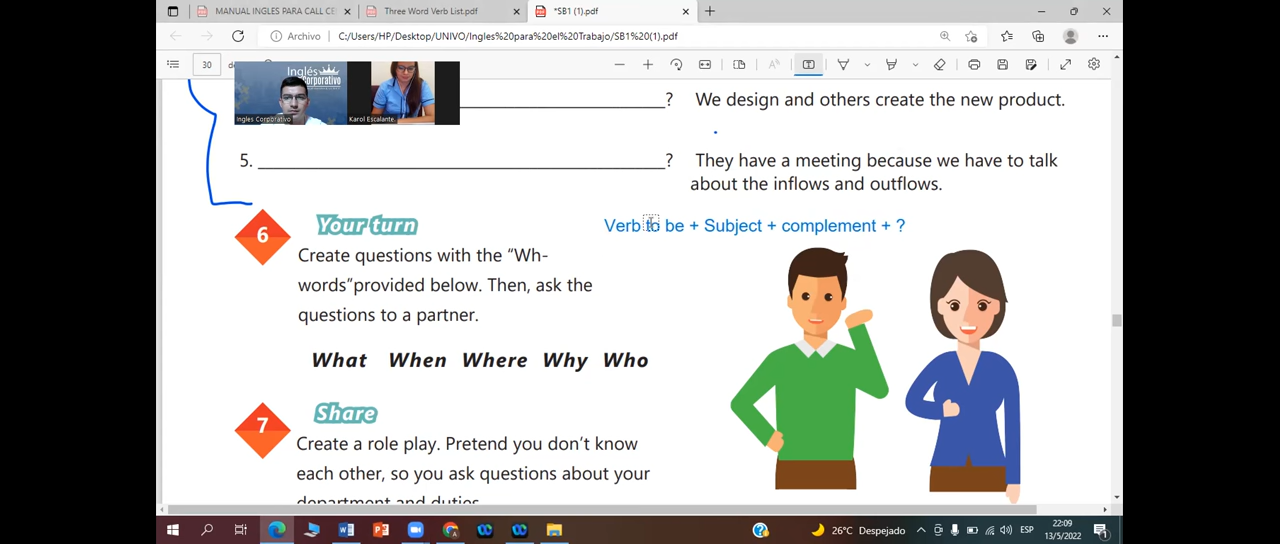 MANUAL INGLES PARA CALL CE
Three Word Verb List.pdf
*SB1 (1).pdf
Archivo
C:/Users/HP/Desktop/UNIVO/Ingles%20para%20el%20Trabajo/SB1%20(1).pdf
30
Inglés
Corporativo
Ingles Corporativo
Karol Escalante.
? We design and others create the new product.
5. ? They have a meeting because we have to talk
about the inflows and outflows.
6 Your turn
Verb to be + Subject + complement + ?
Create questions with the “Wh-
words”provided below. Then, ask the
questions to a partner.
What When Where Why Who
7 Share
Create a role play. Pretend you don’t know
each other, so you ask questions about your
department and duties.
26°C Despejado
ESP
22:09
13/5/2022